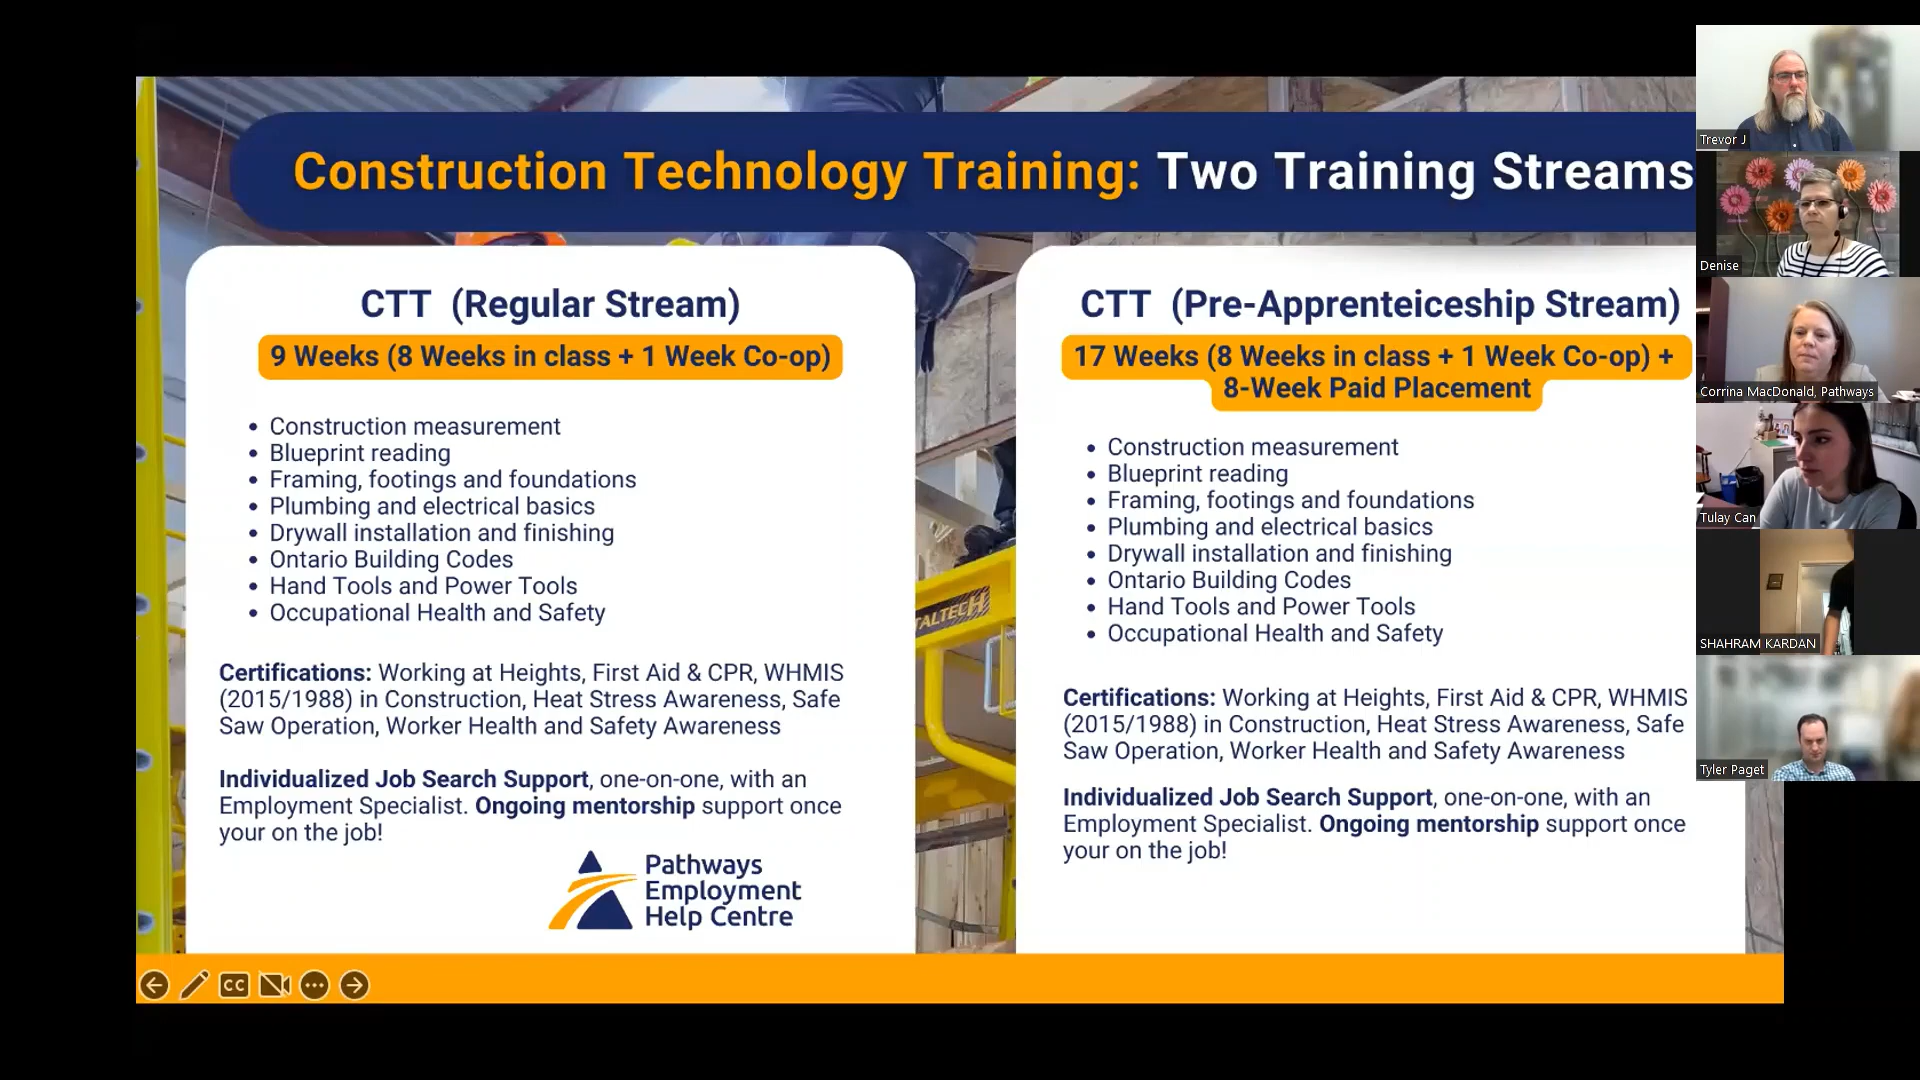 Construction Technology Training: Two Training Streams
CTT (Regular Stream)
9 Weeks (8 Weeks in class + 1 Week Co-op)
• Construction measurement
• Blueprint reading
• Framing, footings and foundations
• Plumbing and electrical basics
• Drywall installation and finishing
• Ontario Building Codes
• Hand Tools and Power Tools
• Occupational Health and Safety
Certifications: Working at Heights, First Aid & CPR, WHMIS
(2015/1988) in Construction, Heat Stress Awareness, Safe
Saw Operation, Worker Health and Safety Awareness
Individualized Job Search Support, one-on-one, with an
Employment Specialist. Ongoing mentorship support once
your on the job!
Pathways
Employment
Help Centre
CTT (Pre-Apprenteiceship Stream)
17 Weeks (8 Weeks in class + 1 Week Co-op) +
8-Week Paid Placement
• Construction measurement
• Blueprint reading
• Framing, footings and foundations
• Plumbing and electrical basics
• Drywall installation and finishing
• Ontario Building Codes
• Hand Tools and Power Tools
• Occupational Health and Safety
Certifications: Working at Heights, First Aid & CPR, WHMIS
(2015/1988) in Construction, Heat Stress Awareness, Safe
Saw Operation, Worker Health and Safety Awareness
Individualized Job Search Support, one-on-one, with an
Employment Specialist. Ongoing mentorship support once
your on the job!
TALTECH
CC
Trevor J
Denise
Corrina MacDonald, Pathways
Tulay Can
SHAHRAM KARDAN
Tyler Paget